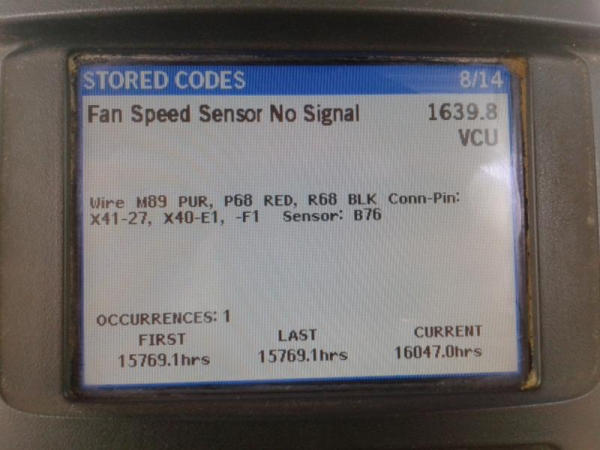 STORED CODES 8/14
Fan Speed Sensor No Signal 1639.8
VCU
Wire M89 PUR, P68 RED, R68 BLK Conn-Pin:
X41-27, X40-E1, -F1 Sensor: B76
OCCURRENCES: 1
FIRST LAST CURRENT
15769.1hrs 15769.1hrs 16047.0hrs